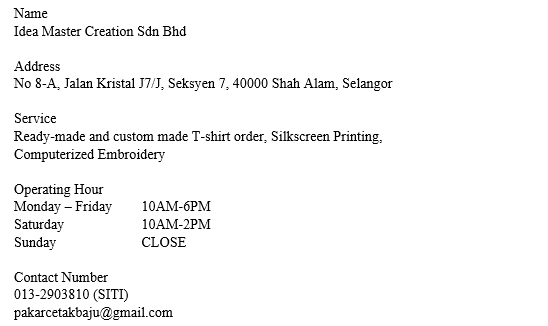 Name
Idea Master Creation Sdn Bhd
Address
No 8-A, Jalan Kristal J7/J, Seksyen 7, 40000 Shah Alam, Selangor
Service
Ready-made and custom made T-shirt order, Silkscreen Printing,
Computerized Embroidery
Operating Hour
Monday – Friday 10AM-6PM
Saturday 10AM-2PM
Sunday CLOSE
Contact Number
013-2903810 (SITI)
pakarcetakbaju@gmail.com